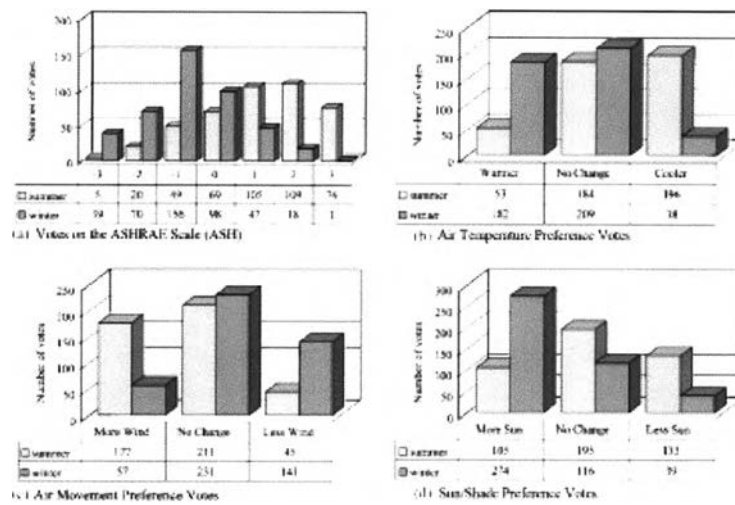 Number of votes
200
150
100
50
0
-3 -2 -1 0 1 2 3
summer 5 20 49 69 105 109 76
winter 39 70 156 98 47 18 1
(a) Votes on the ASHRAE Scale (ASH)
Number of votes
250
200
150
100
50
0
Warmer No Change Cooler
summer 53 184 196
winter 182 209 38
(b) Air Temperature Preference Votes
Number of votes
250
200
150
100
50
0
More Wind No Change Less Wind
summer 177 211 45
winter 57 231 141
(c) Air Movement Preference Votes
Number of votes
300
250
200
150
100
50
0
More Sun No Change Less Sun
summer 105 195 133
winter 274 116 39
(d) Sun/Shade Preference Votes